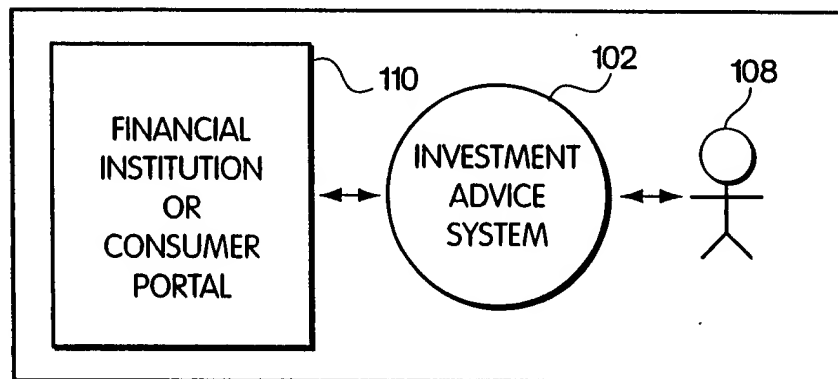 110
102
108
FINANCIAL
INSTITUTION
OR
CONSUMER
PORTAL
INVESTMENT
ADVICE
SYSTEM